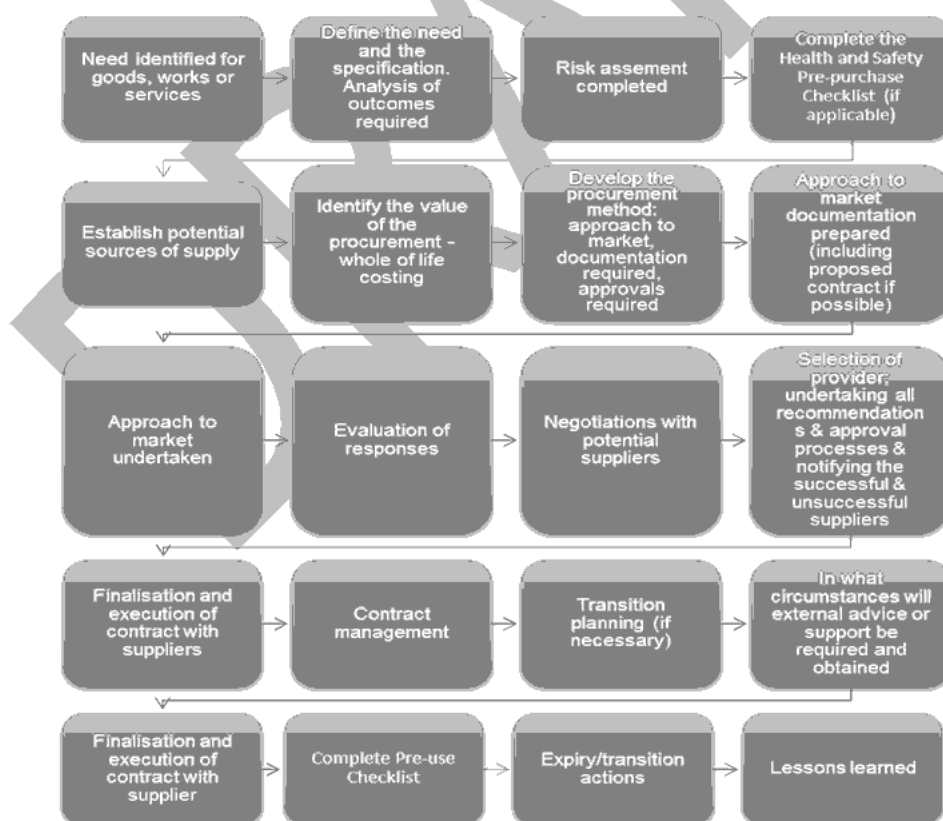 Need identified for
goods, works or
services
Define the need
and the
specification.
Analysis of
outcomes
required
Risk assement
completed
Complete the
Health and Safety
Pre-purchase
Checklist (if
applicable)
Establish potential
sources of supply
Identify the value
of the
procurement -
whole of life
costing
Develop the
procurement
method:
approach to
market,
documentation
required,
approvals
required
Approach to
market
documentation
prepared
(including
proposed
contract if
possible)
Approach to
market
undertaken
Evaluation of
responses
Negotiations with
potential
suppliers
Selection of
provider;
undertaking all
recommendation
s & approval
processes &
notifying the
successful &
unsuccessful
suppliers
Finalisation and
execution of
contract with
suppliers
Contract
management
Transition
planning (if
necessary)
In what
circumstances will
external advice or
support be
required and
obtained
Finalisation and
execution of
contract with
supplier
Complete Pre-use
Checklist
Expiry/transition
actions
Lessons learned